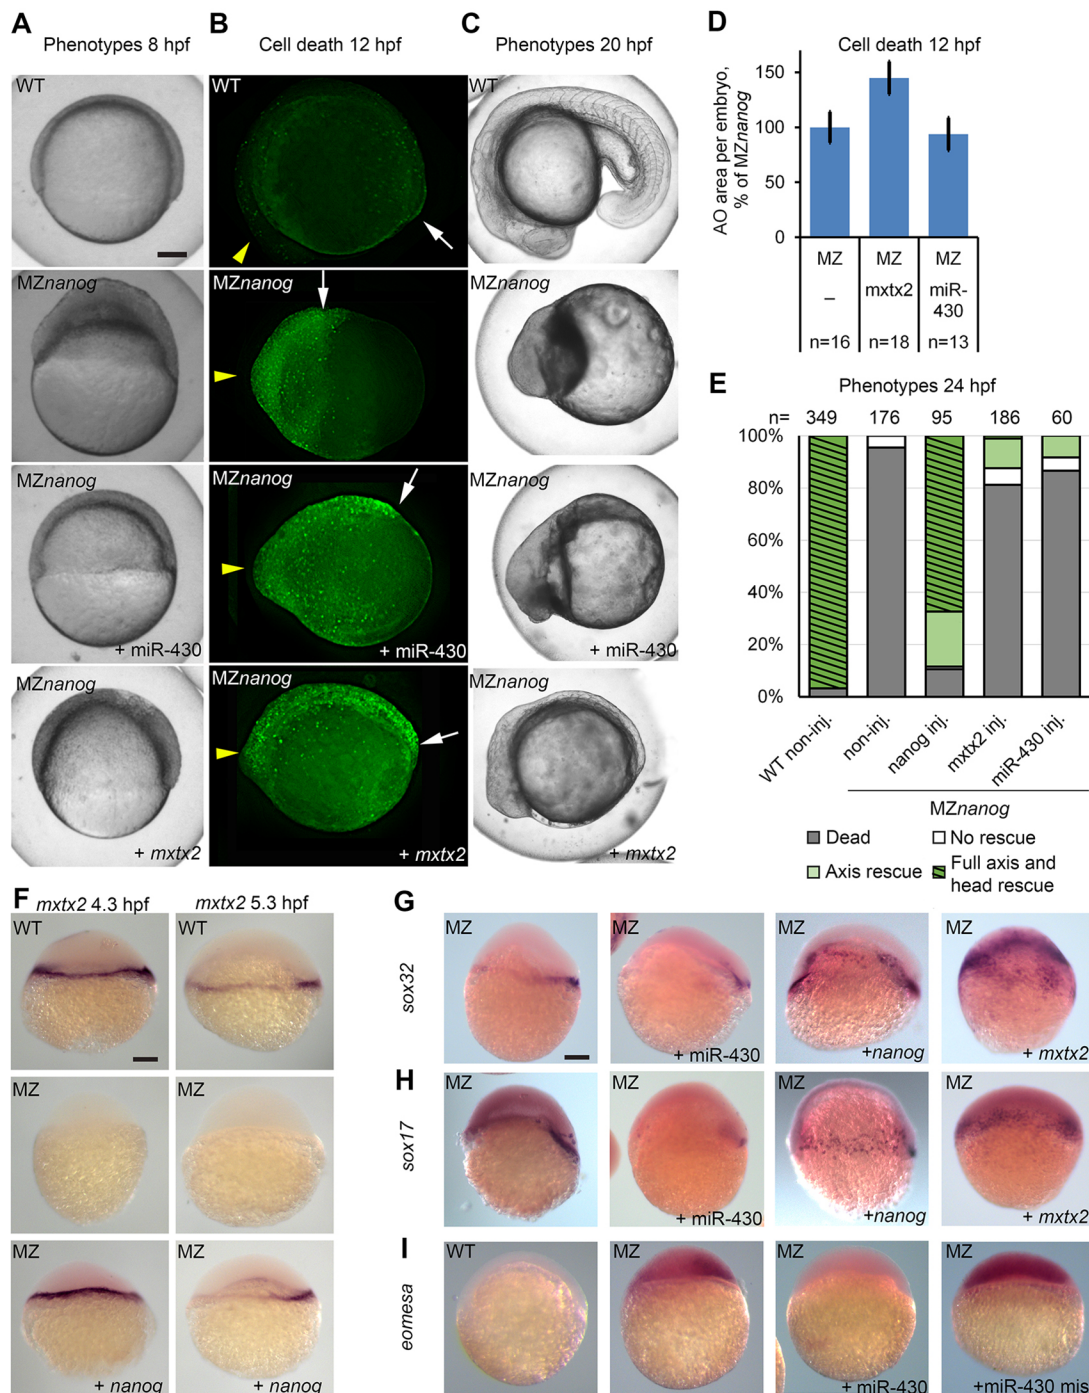 A
Phenotypes 8 hpf
WT
MZnanog
MZnanog
+ miR-430
MZnanog
+ mxtx2
B
Cell death 12 hpf
WT
MZnanog
MZnanog
+ miR-430
MZnanog
+ mxtx2
C
Phenotypes 20 hpf
WT
MZnanog
MZnanog
+ miR-430
MZnanog
+ mxtx2
D
Cell death 12 hpf
AO area per embryo,
% of MZnanog
150
100
50
0
MZ MZ MZ
– mxtx2 miR-
430
n=16 n=18 n=13
E
Phenotypes 24 hpf
n= 349 176 95 186 60
100%
80%
60%
40%
20%
0%
WT non-inj.
non-inj.
nanog inj.
mxtx2 inj.
miR-430 inj.
MZnanog
Dead
No rescue
Axis rescue
Full axis and
head rescue
F
mxtx2 4.3 hpf
mxtx2 5.3 hpf
WT
WT
MZ
MZ
MZ
+ nanog
MZ
+ nanog
G
sox32
MZ
MZ
+ miR-430
MZ
+nanog
MZ
+ mxtx2
H
sox17
MZ
MZ
+ miR-430
MZ
+nanog
MZ
+ mxtx2
I
eomesa
WT
MZ
MZ
+ miR-430
MZ
+miR-430 mis